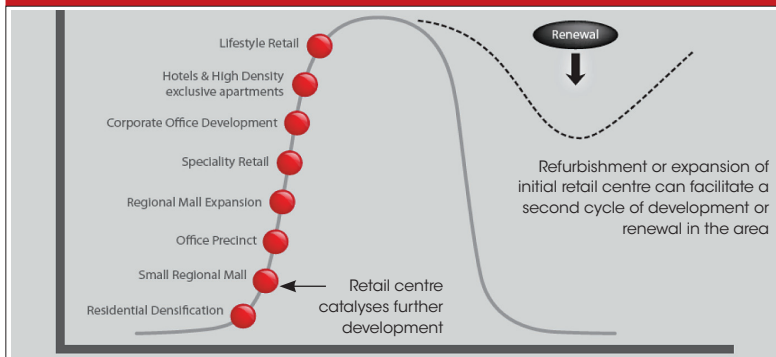 Lifestyle Retail
Renewal
Hotels & High Density
exclusive apartments
Corporate Office Development
Speciality Retail
Refurbishment or expansion of
initial retail centre can facilitate a
second cycle of development or
renewal in the area
Regional Mall Expansion
Office Precinct
Small Regional Mall
Retail centre
catalyses further
development
Residential Densification